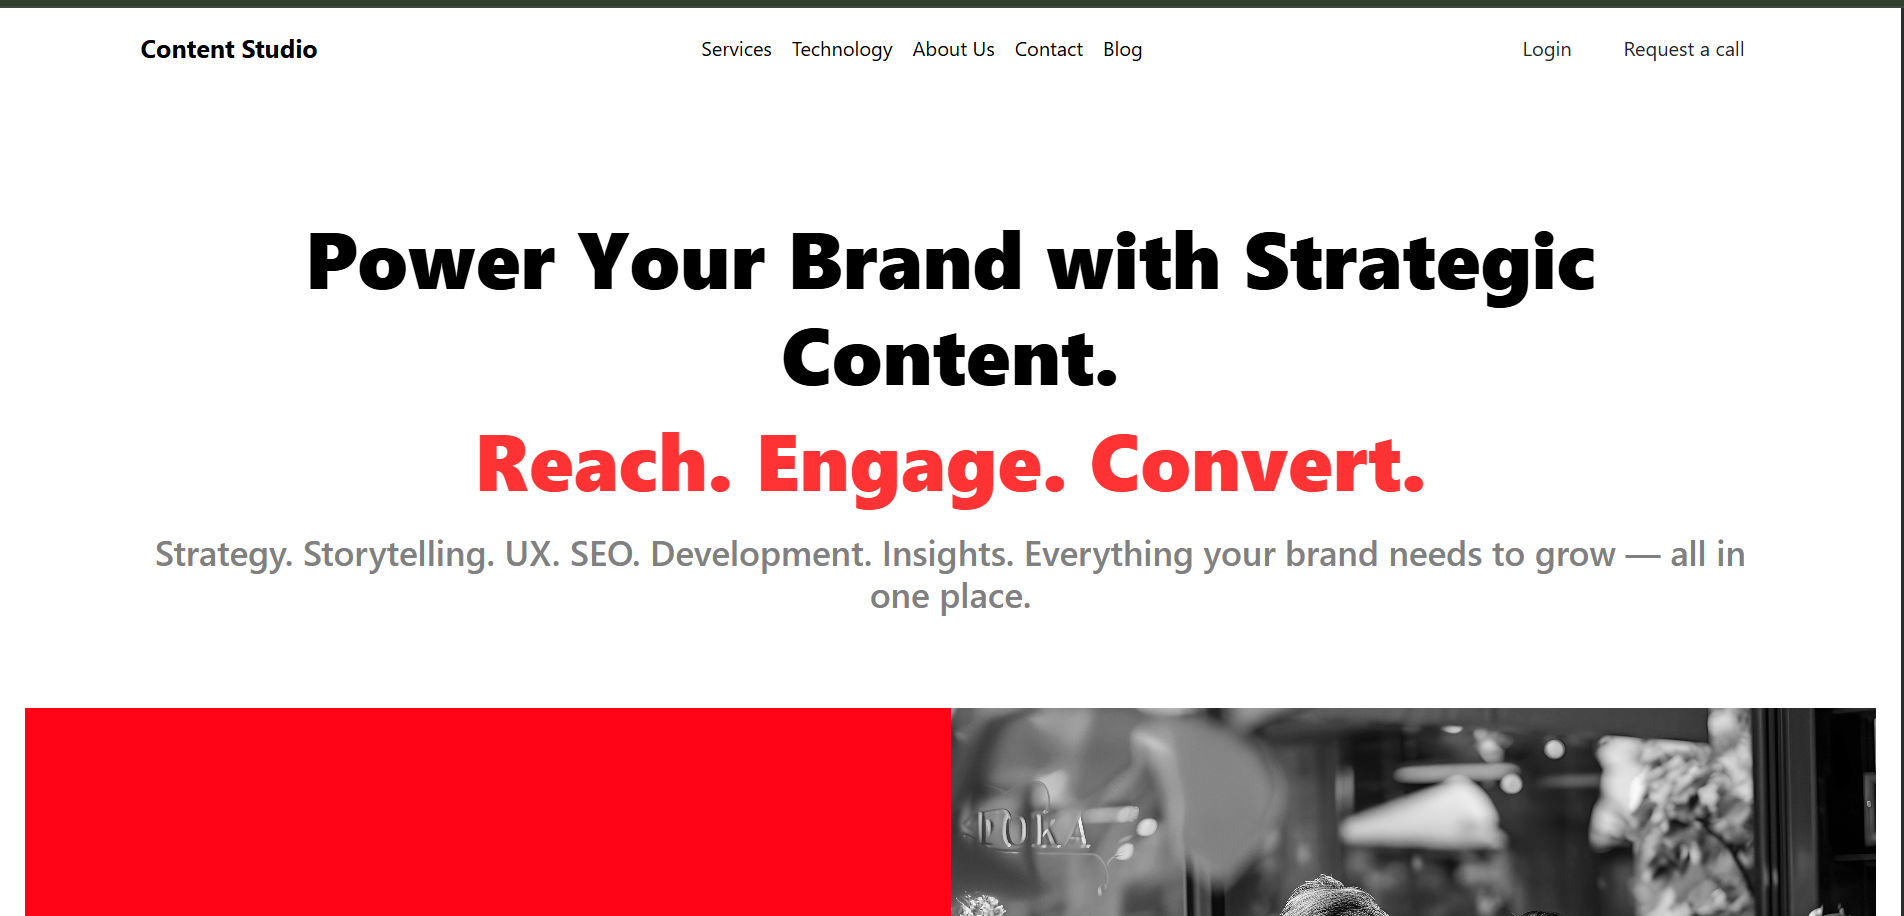 Content Studio
Services Technology About Us Contact Blog
Login Request a call
Power Your Brand with Strategic
Content.
Reach. Engage. Convert.
Strategy. Storytelling. UX. SEO. Development. Insights. Everything your brand needs to grow — all in
one place.